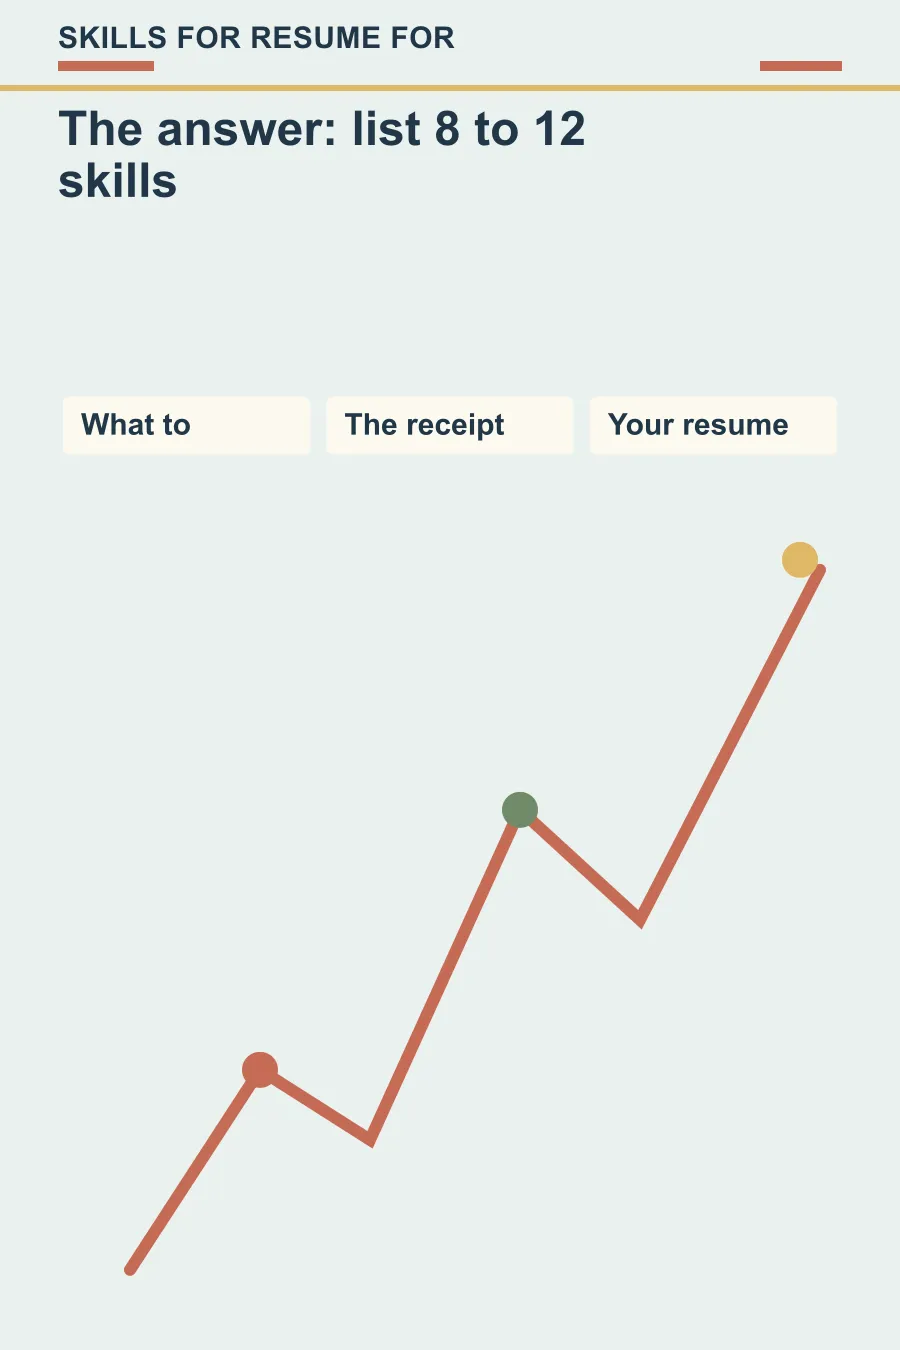 SKILLS FOR RESUME FOR
The answer: list 8 to 12
skills
What to
The receipt
Your resume